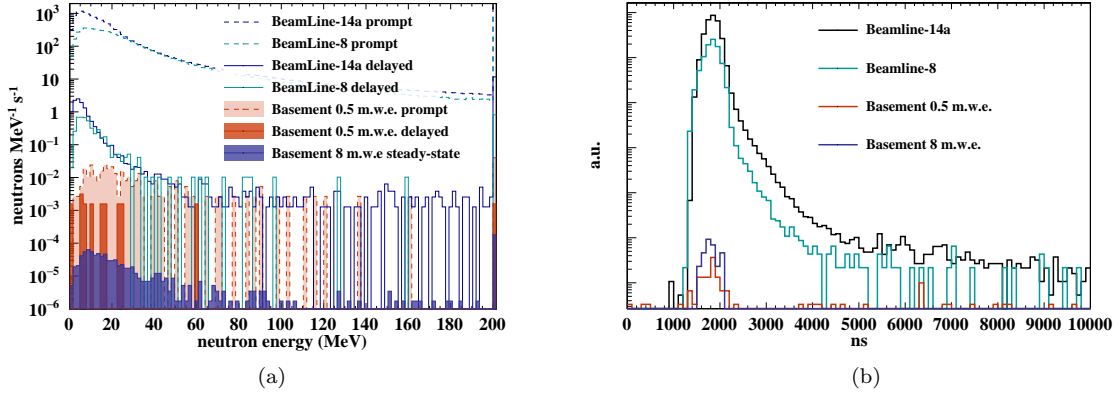 neutrons MeV⁻¹ s⁻¹
10³
10²
10
1
10⁻¹
10⁻²
10⁻³
10⁻⁴
10⁻⁵
10⁻⁶
BeamLine-14a prompt
BeamLine-8 prompt
BeamLine-14a delayed
BeamLine-8 delayed
Basement 0.5 m.w.e. prompt
Basement 0.5 m.w.e. delayed
Basement 8 m.w.e steady-state
0 20 40 60 80 100 120 140 160 180 200
neutron energy (MeV)
(a)
a.u.
Beamline-14a
Beamline-8
Basement 0.5 m.w.e.
Basement 8 m.w.e.
0 1000 2000 3000 4000 5000 6000 7000 8000 9000 10000
ns
(b)